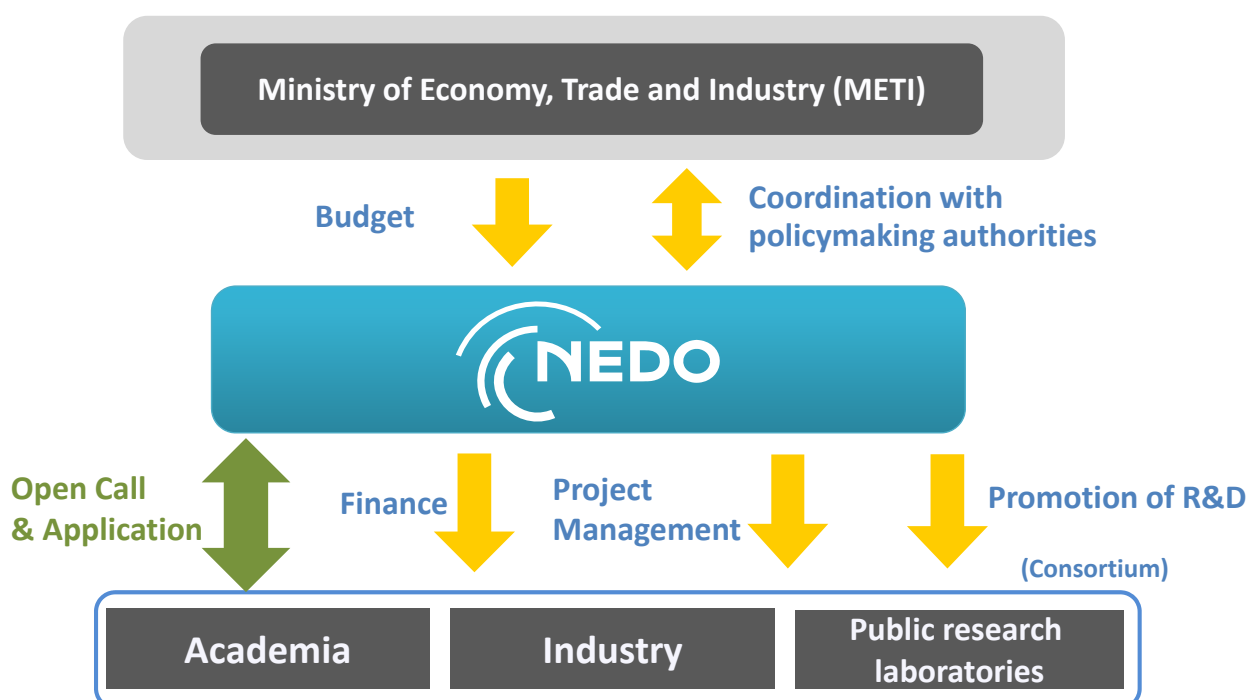 Ministry of Economy, Trade and Industry (METI)
Budget
Coordination with
policymaking authorities
NEDO
Open Call
& Application
Finance
Project
Management
Promotion of R&D
(Consortium)
Academia
Industry
Public research
laboratories